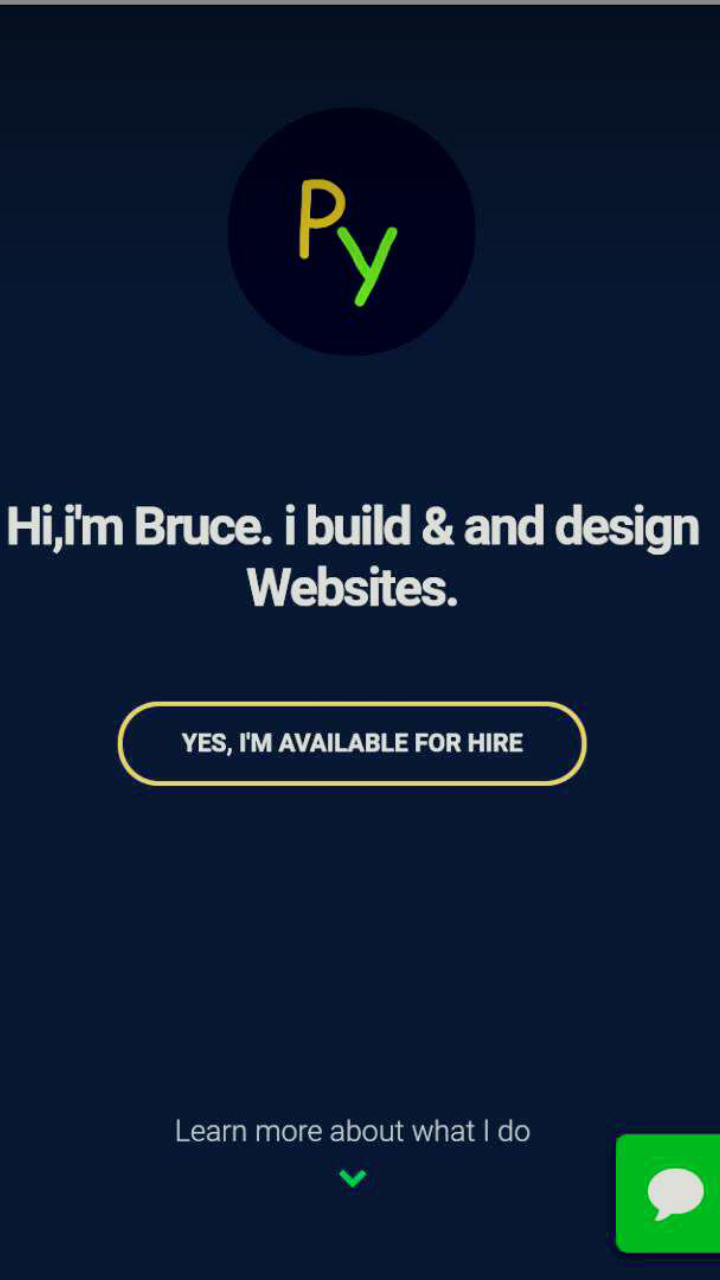 Py
Hi,i'm Bruce. i build & and design
Websites.
YES, I'M AVAILABLE FOR HIRE
Learn more about what I do